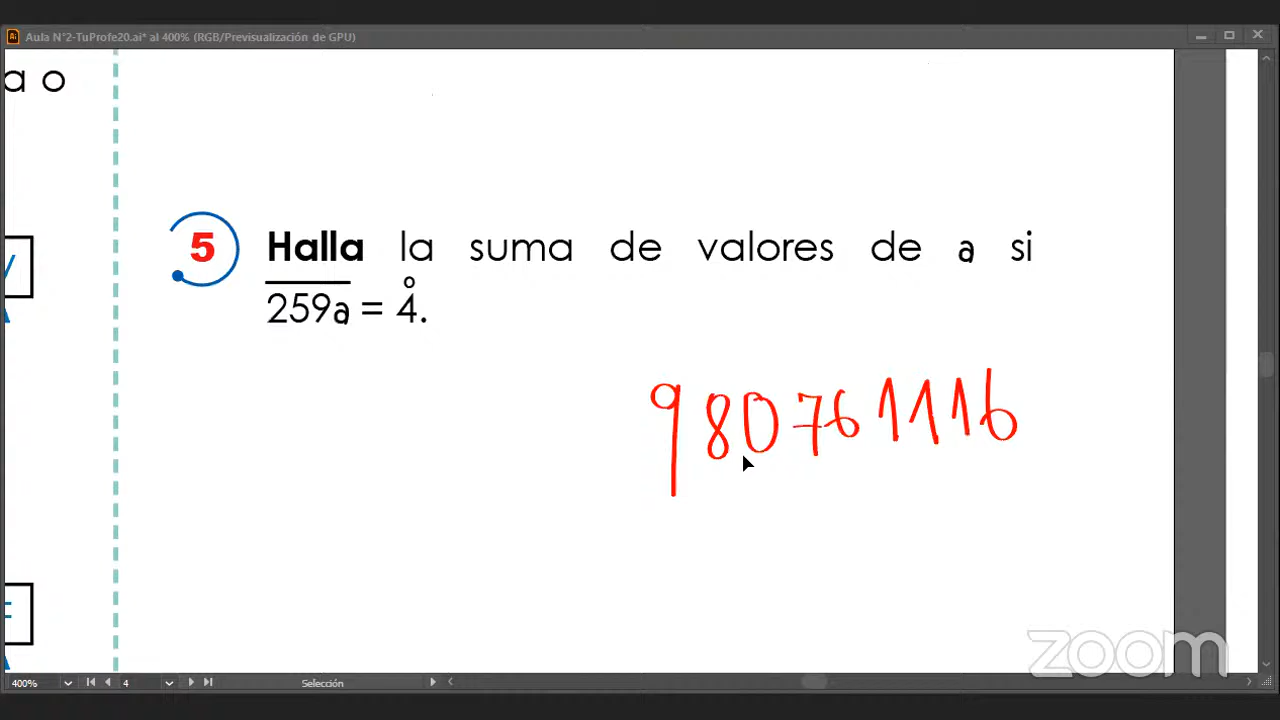 Ai Aula N°2-TuProfe20.ai* al 400% (RGB/Previsualización de GPU)
a o
5 Halla la suma de valores de a si
259a = 4̊.
980761116
zoom
400% 4 Selección